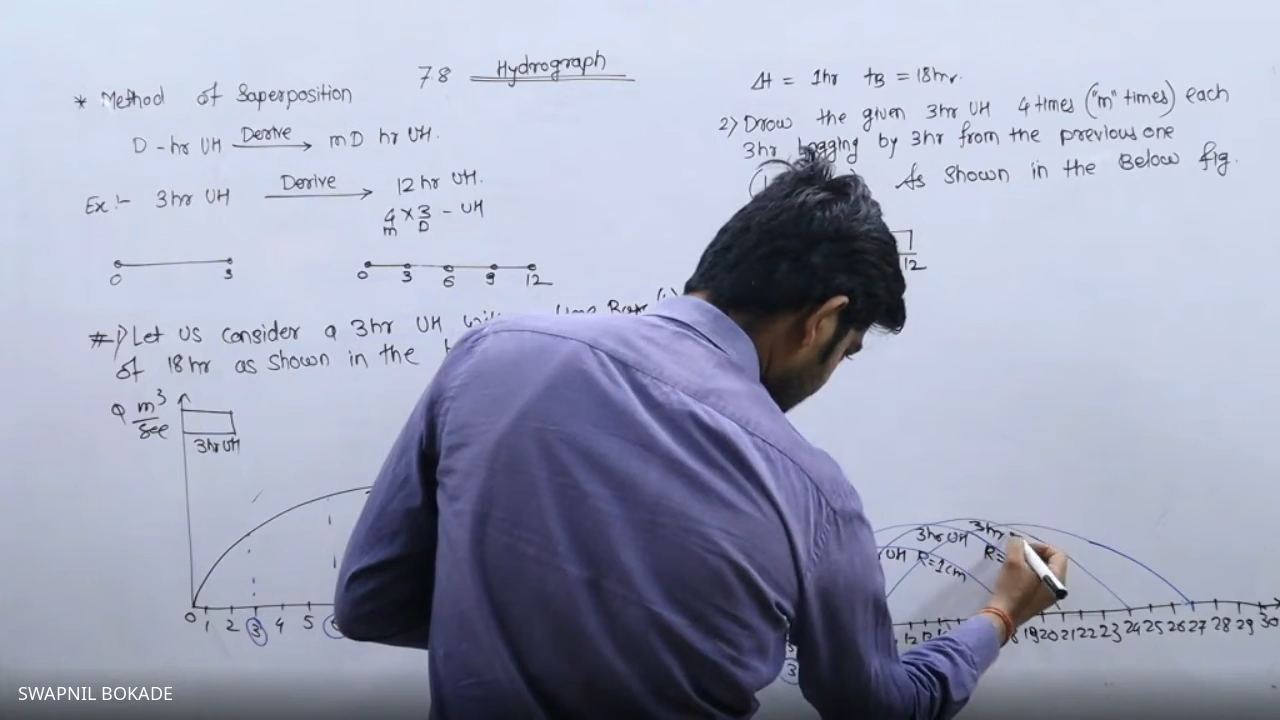 78 Hydrograph
* Method of Saperposition
D - hr UH Derive mD hr UH.
Ex:- 3hr UH Derive 12 hr UH.
4 x 3 - UH
m D
0 3
0 3 6 9 12
#1) Let us consider a 3hr UH
of 18 hr as shown in the
Q m³/sec
3hr UH
0 1 2 3 4 5
Δt = 1hr tB = 18hr.
2) Draw the given 3hr UH 4 times ("m" times) each
3hr lagging by 3hr from the previous one
As shown in the Below fig.
12
3hr UH 3hr
UH R=1cm R=
12 19 20 21 22 23 24 25 26 27 28 29 30
3
SWAPNIL BOKADE